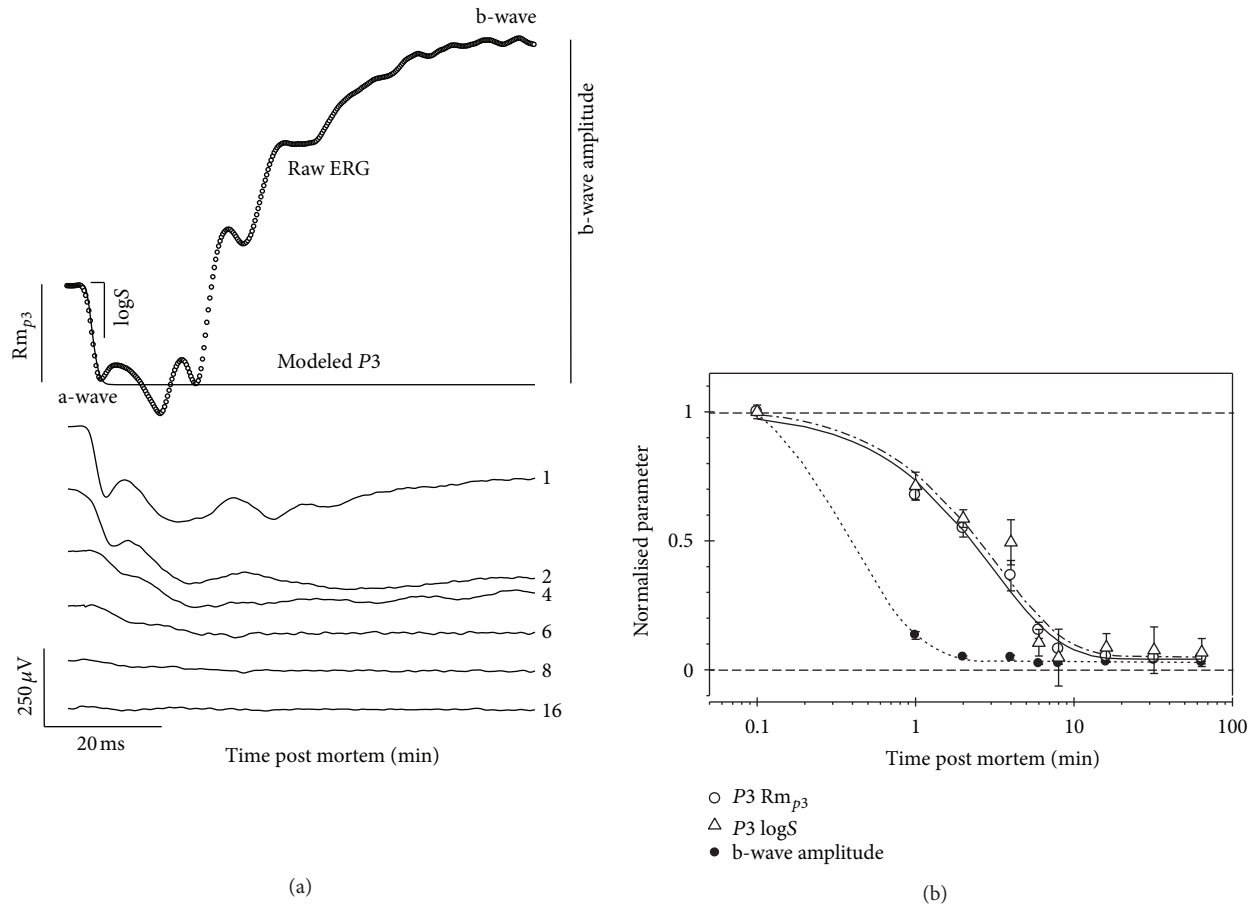 b-wave
b-wave amplitude
Raw ERG
logS
Rm_p3
Modeled P3
a-wave
1
2
4
6
8
16
250 μV
20 ms
Time post mortem (min)
(a)
1
0.5
0
Normalised parameter
0.1 1 10 100
Time post mortem (min)
P3 Rm_p3
P3 logS
b-wave amplitude
(b)